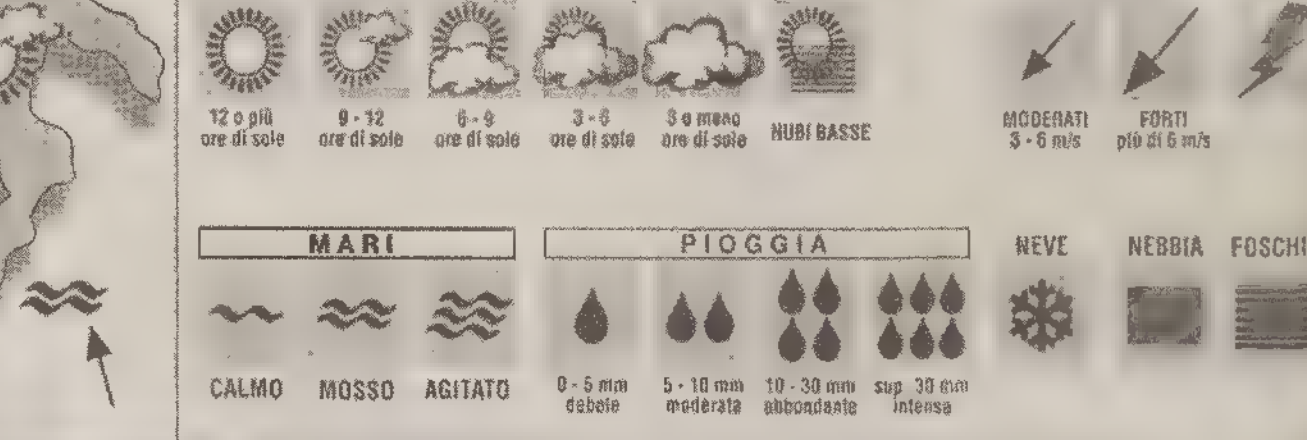 12 o più
ore di sole
9 - 12
ore di sole
6 - 9
ore di sole
3 - 6
ore di sole
3 o meno
ore di sole
NUBI BASSE
MODERATI
3 - 6 m/s
FORTI
più di 6 m/s
MARI
CALMO
MOSSO
AGITATO
PIOGGIA
0 - 5 mm
debole
5 - 10 mm
moderata
10 - 30 mm
abbondante
sup. 30 mm
intensa
NEVE
NEBBIA
FOSCHI